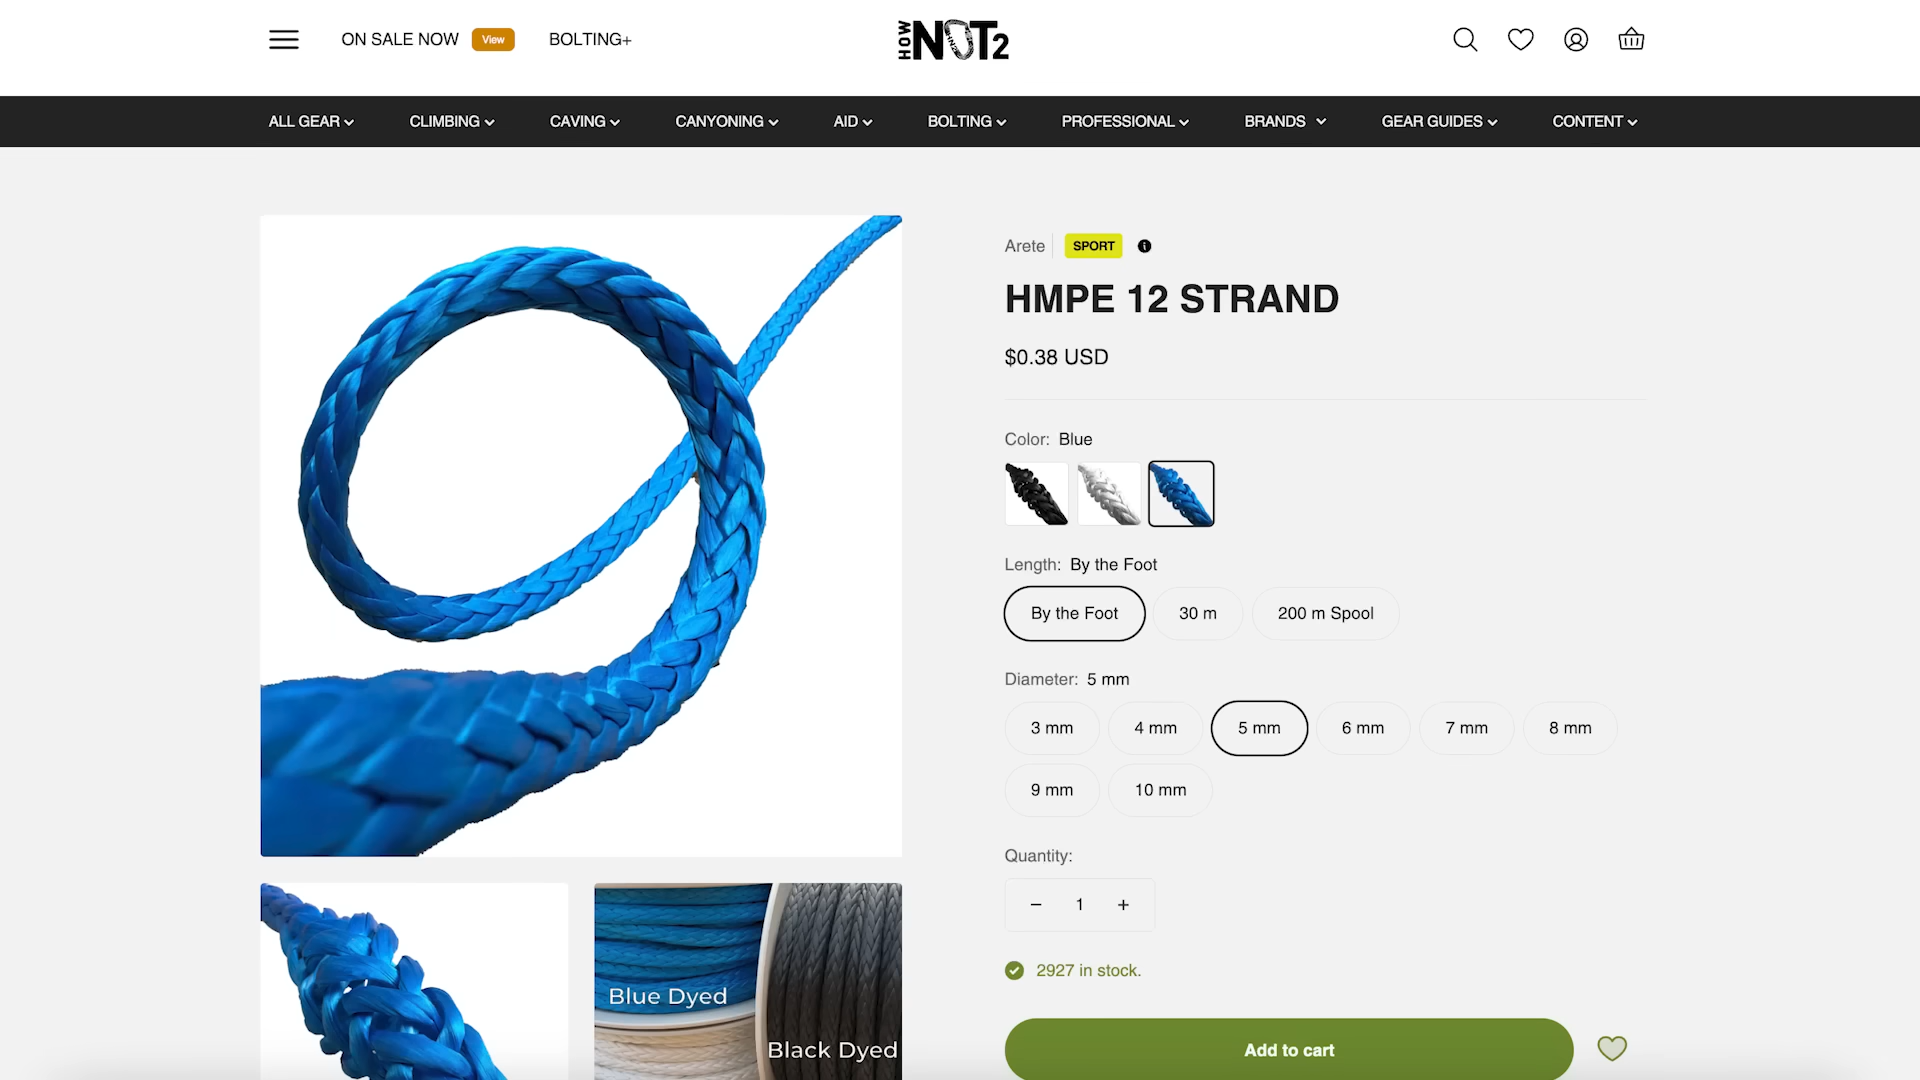 ON SALE NOW View BOLTING+
HOW NOT2
ALL GEAR CLIMBING CAVING CANYONING AID BOLTING PROFESSIONAL BRANDS GEAR GUIDES CONTENT
Arete SPORT
HMPE 12 STRAND
$0.38 USD
Color: Blue
Length: By the Foot
By the Foot 30 m 200 m Spool
Diameter: 5 mm
3 mm 4 mm 5 mm 6 mm 7 mm 8 mm
9 mm 10 mm
Quantity:
− 1 +
2927 in stock.
Add to cart
Blue Dyed
Black Dyed